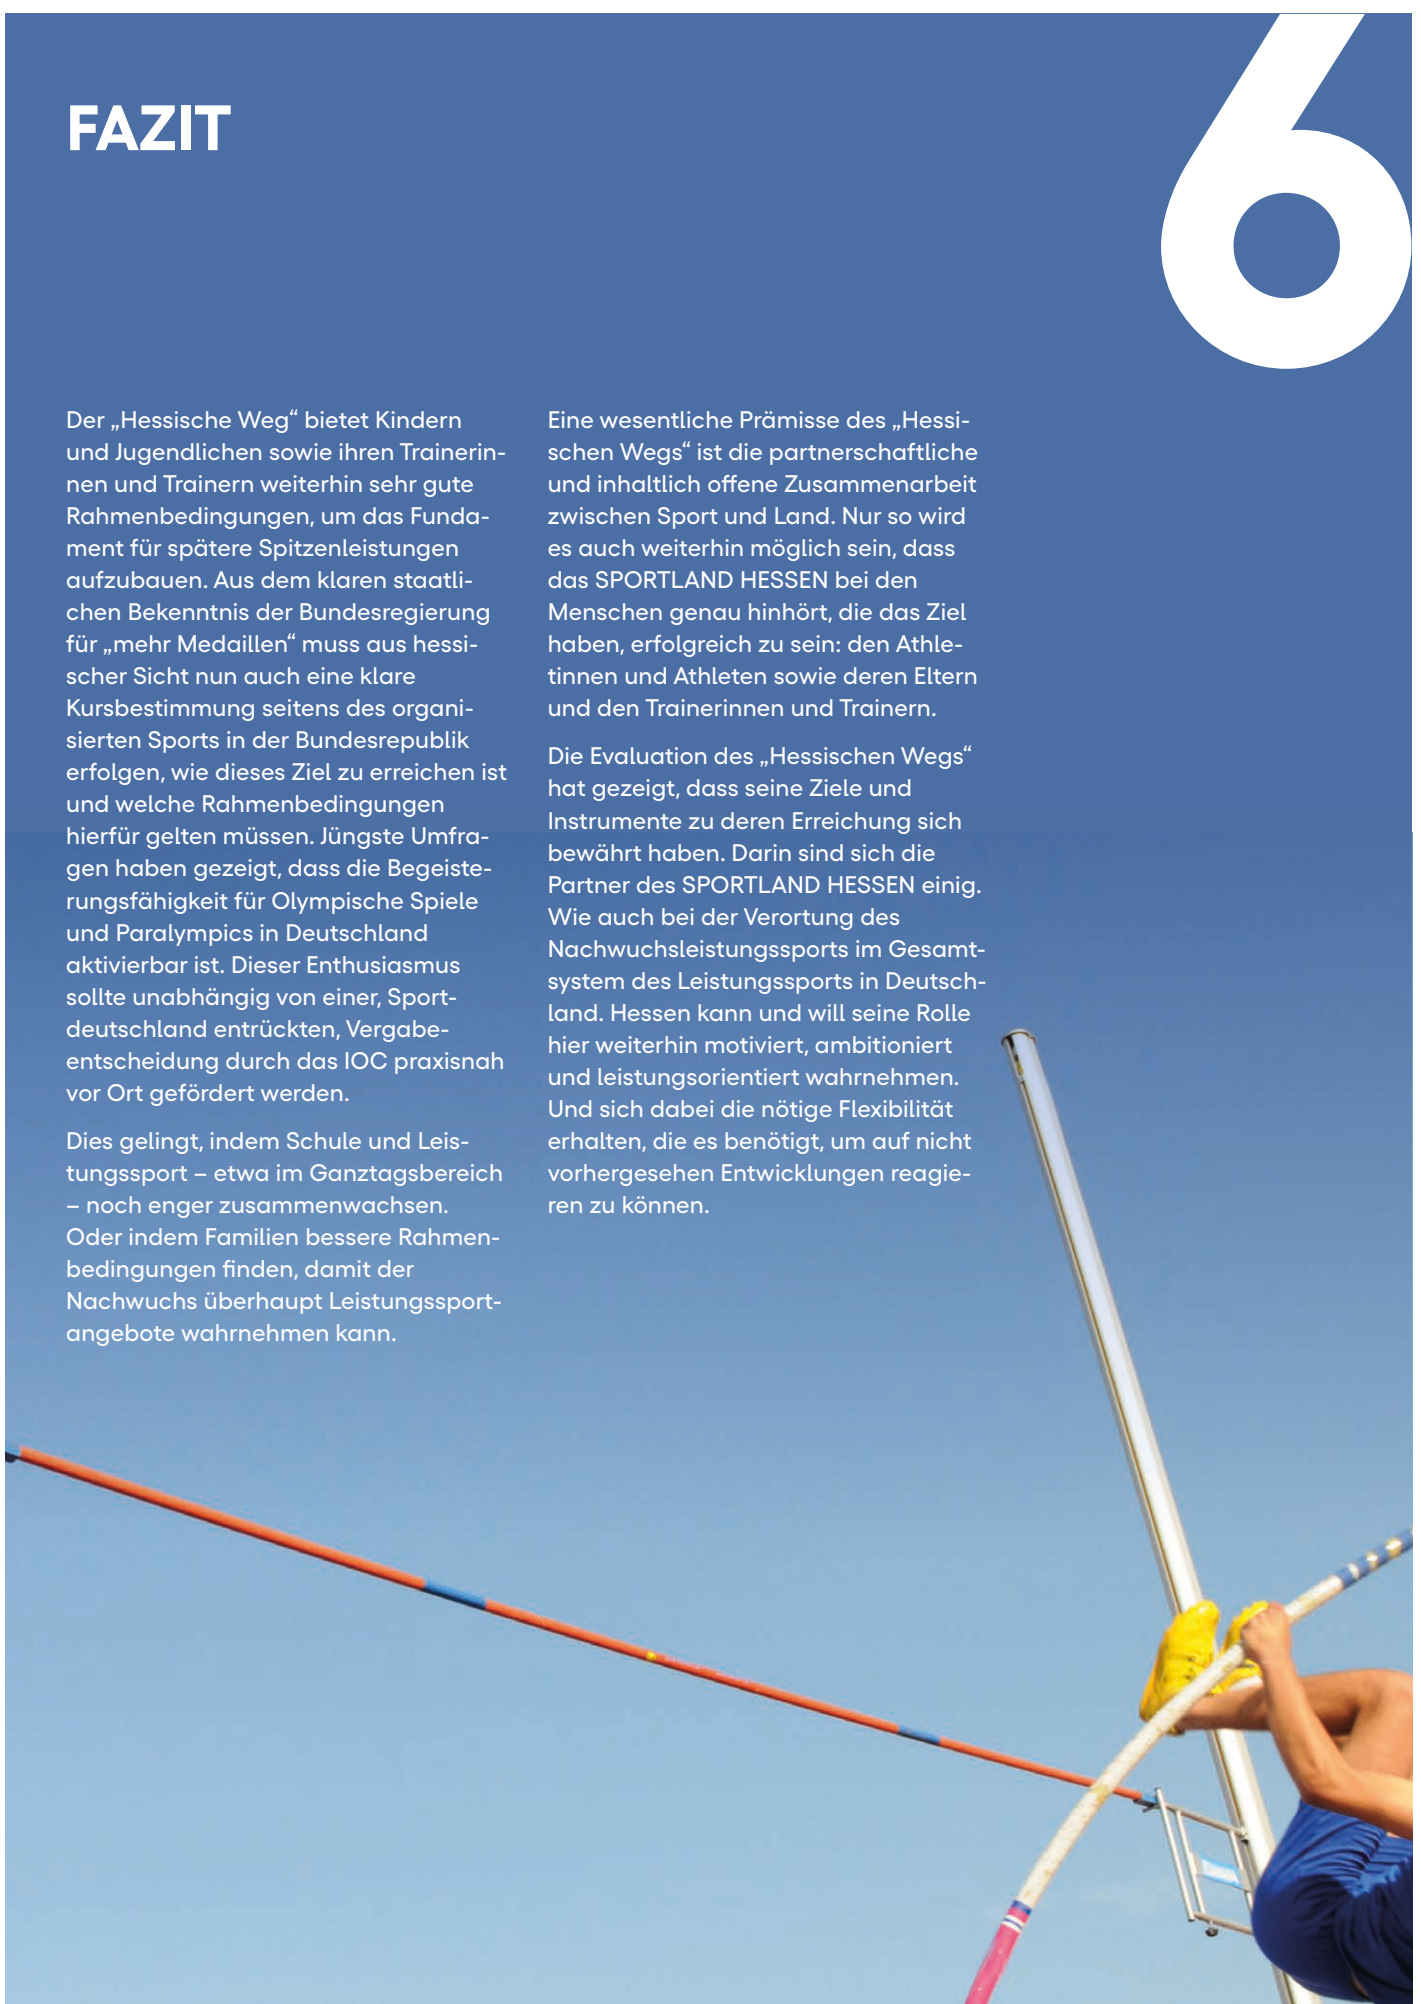 FAZIT
6
Der „Hessische Weg“ bietet Kindern
und Jugendlichen sowie ihren Trainerin-
nen und Trainern weiterhin sehr gute
Rahmenbedingungen, um das Funda-
ment für spätere Spitzenleistungen
aufzubauen. Aus dem klaren staatli-
chen Bekenntnis der Bundesregierung
für „mehr Medaillen“ muss aus hessi-
scher Sicht nun auch eine klare
Kursbestimmung seitens des organi-
sierten Sports in der Bundesrepublik
erfolgen, wie dieses Ziel zu erreichen ist
und welche Rahmenbedingungen
hierfür gelten müssen. Jüngste Umfra-
gen haben gezeigt, dass die Begeiste-
rungsfähigkeit für Olympische Spiele
und Paralympics in Deutschland
aktivierbar ist. Dieser Enthusiasmus
sollte unabhängig von einer, Sport-
deutschland entrückten, Vergabe-
entscheidung durch das IOC praxisnah
vor Ort gefördert werden.
Dies gelingt, indem Schule und Leis-
tungssport – etwa im Ganztagsbereich
– noch enger zusammenwachsen.
Oder indem Familien bessere Rahmen-
bedingungen finden, damit der
Nachwuchs überhaupt Leistungssport-
angebote wahrnehmen kann.
Eine wesentliche Prämisse des „Hessi-
schen Wegs“ ist die partnerschaftliche
und inhaltlich offene Zusammenarbeit
zwischen Sport und Land. Nur so wird
es auch weiterhin möglich sein, dass
das SPORTLAND HESSEN bei den
Menschen genau hinhört, die das Ziel
haben, erfolgreich zu sein: den Athle-
tinnen und Athleten sowie deren Eltern
und den Trainerinnen und Trainern.
Die Evaluation des „Hessischen Wegs“
hat gezeigt, dass seine Ziele und
Instrumente zu deren Erreichung sich
bewährt haben. Darin sind sich die
Partner des SPORTLAND HESSEN einig.
Wie auch bei der Verortung des
Nachwuchsleistungssports im Gesamt-
system des Leistungssports in Deutsch-
land. Hessen kann und will seine Rolle
hier weiterhin motiviert, ambitioniert
und leistungsorientiert wahrnehmen.
Und sich dabei die nötige Flexibilität
erhalten, die es benötigt, um auf nicht
vorhergesehen Entwicklungen reagie-
ren zu können.